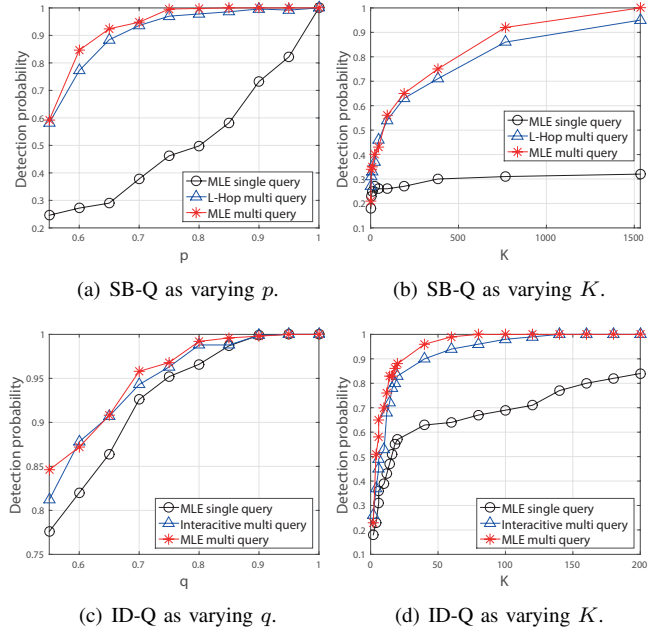 Detection probability
1
0.9
0.8
0.7
0.6
0.5
0.4
0.3
0.2
MLE single query
L-Hop multi query
MLE multi query
0.6 0.7 0.8 0.9 1
p
(a) SB-Q as varying p.
Detection probability
1
0.9
0.8
0.7
0.6
0.5
0.4
0.3
0.2
0.1
MLE single query
L-Hop multi query
MLE multi query
0 500 1000 1500
K
(b) SB-Q as varying K.
Detection probability
1
0.95
0.9
0.85
0.8
0.75
MLE single query
Interacitive multi query
MLE multi query
0.6 0.7 0.8 0.9 1
q
(c) ID-Q as varying q.
Detection probability
1
0.9
0.8
0.7
0.6
0.5
0.4
0.3
0.2
0.1
MLE single query
Interacitive multi query
MLE multi query
0 50 100 150 200
K
(d) ID-Q as varying K.